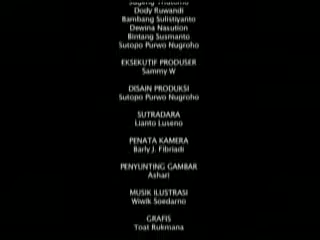 Dody Ruwandi
Bambang Sulistiyanto
Dewina Nasution
Bintang Susmanto
Sutopo Purwo Nugroho
EKSEKUTIF PRODUSER
Sammy W
DISAIN PRODUKSI
Sutopo Purwo Nugroho
SUTRADARA
Lianto Luseno
PENATA KAMERA
Barly J. Fibriadi
PENYUNTING GAMBAR
Ashari
MUSIK ILUSTRASI
Wiwik Soedarno
GRAFIS
Toat Rukmana